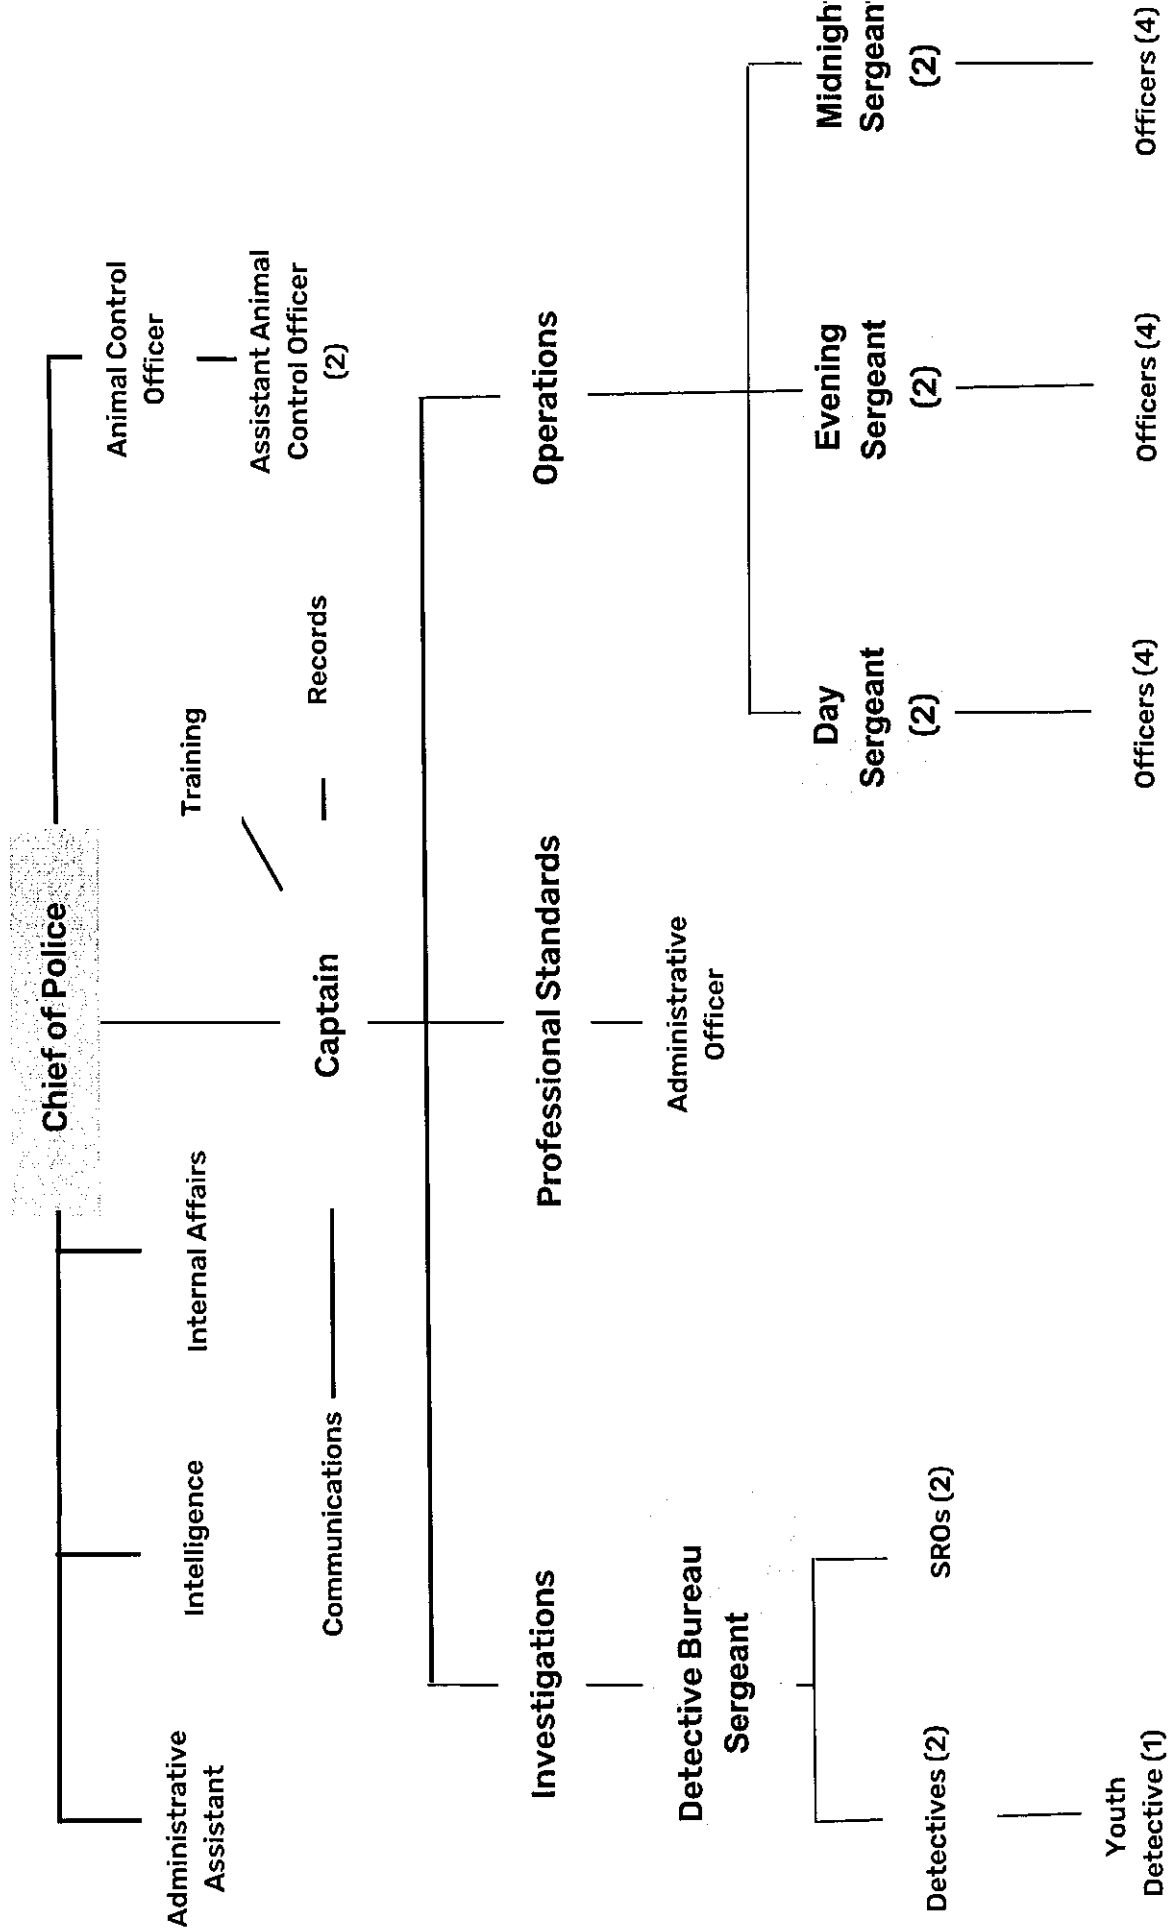 Chief of Police
Administrative
Assistant
Intelligence
Internal Affairs
Animal Control
Officer
Assistant Animal
Control Officer
(2)
Training
Communications
Captain
Records
Investigations
Professional Standards
Operations
Detective Bureau
Sergeant
Administrative
Officer
Day
Sergeant
(2)
Evening
Sergeant
(2)
Midnigh
Sergean
(2)
Detectives (2)
SROs (2)
Youth
Detective (1)
Officers (4)
Officers (4)
Officers (4)